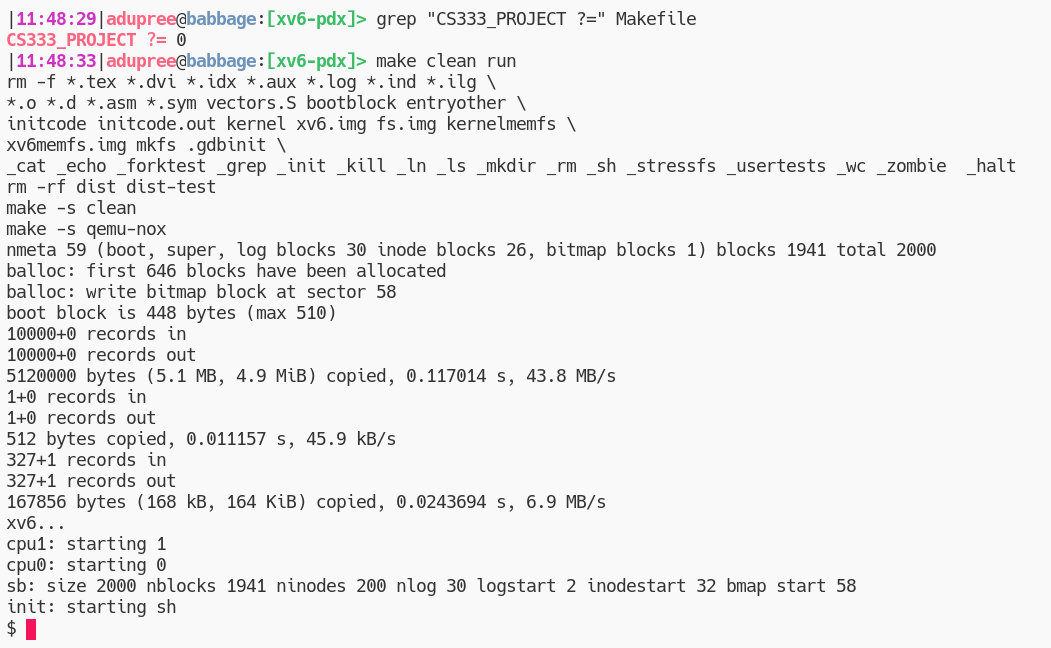 |11:48:29|adupree@babbage:[xv6-pdx]> grep "CS333_PROJECT ?=" Makefile
CS333_PROJECT ?= 0
|11:48:33|adupree@babbage:[xv6-pdx]> make clean run
rm -f *.tex *.dvi *.idx *.aux *.log *.ind *.ilg \
*.o *.d *.asm *.sym vectors.S bootblock entryother \
initcode initcode.out kernel xv6.img fs.img kernelmemfs \
xv6memfs.img mkfs .gdbinit \
_cat _echo _forktest _grep _init _kill _ln _ls _mkdir _rm _sh _stressfs _usertests _wc _zombie  _halt
rm -rf dist dist-test
make -s clean
make -s qemu-nox
nmeta 59 (boot, super, log blocks 30 inode blocks 26, bitmap blocks 1) blocks 1941 total 2000
balloc: first 646 blocks have been allocated
balloc: write bitmap block at sector 58
boot block is 448 bytes (max 510)
10000+0 records in
10000+0 records out
5120000 bytes (5.1 MB, 4.9 MiB) copied, 0.117014 s, 43.8 MB/s
1+0 records in
1+0 records out
512 bytes copied, 0.011157 s, 45.9 kB/s
327+1 records in
327+1 records out
167856 bytes (168 kB, 164 KiB) copied, 0.0243694 s, 6.9 MB/s
xv6...
cpu1: starting 1
cpu0: starting 0
sb: size 2000 nblocks 1941 ninodes 200 nlog 30 logstart 2 inodestart 32 bmap start 58
init: starting sh
$